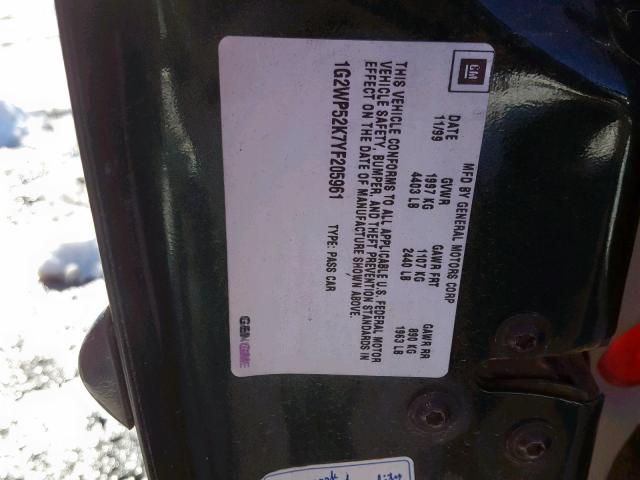 GM
MFD BY GENERAL MOTORS CORP
DATE GVWR GAWR FRT GAWR RR
11/99 1997 KG 1107 KG 890 KG
4403 LB 2440 LB 1963 LB
THIS VEHICLE CONFORMS TO ALL APPLICABLE U.S. FEDERAL MOTOR
VEHICLE SAFETY, BUMPER, AND THEFT PREVENTION STANDARDS IN
EFFECT ON THE DATE OF MANUFACTURE SHOWN ABOVE.
1G2WP52K7YF205961 TYPE: PASS CAR